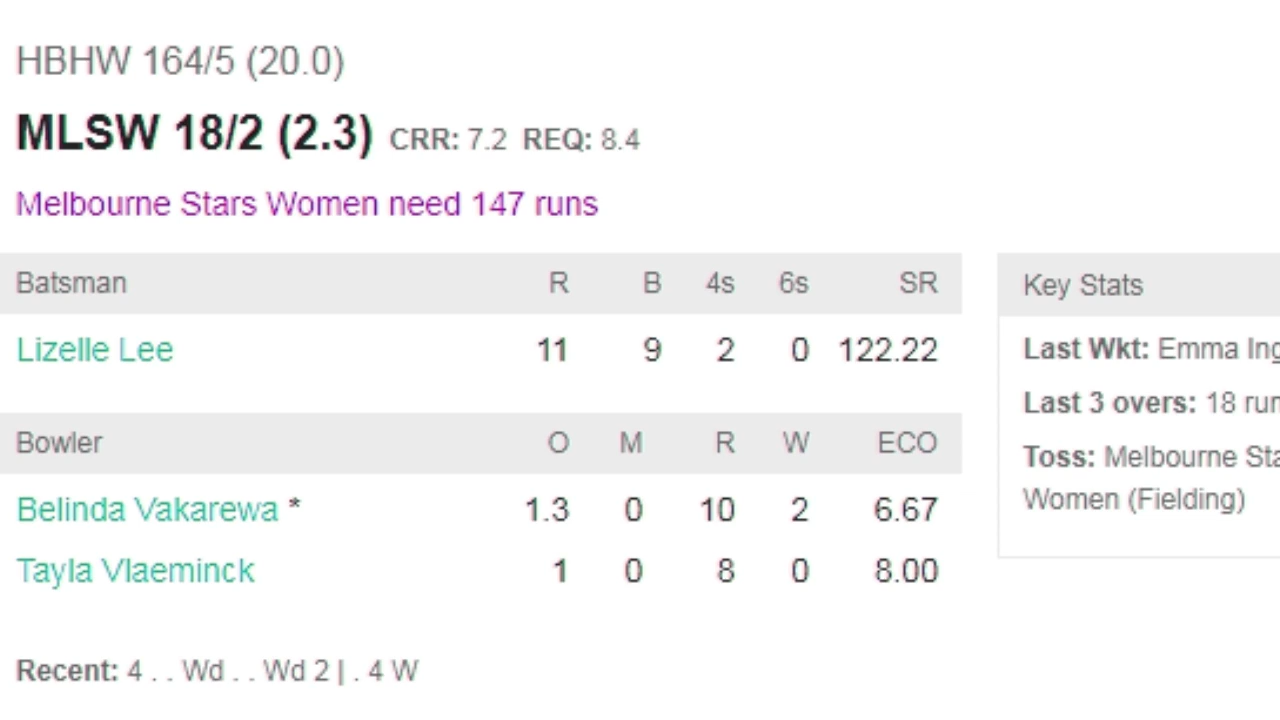 HBHW 164/5 (20.0)
MLSW 18/2 (2.3) CRR: 7.2 REQ: 8.4
Melbourne Stars Women need 147 runs
Batsman R B 4s 6s SR
Lizelle Lee 11 9 2 0 122.22
Bowler O M R W ECO
Belinda Vakarewa * 1.3 0 10 2 6.67
Tayla Vlaeminck 1 0 8 0 8.00
Recent: 4 . . Wd . . Wd 2 | . 4 W
Key Stats
Last Wkt: Emma
Last 3 overs: 18
Toss: Melbourne
Women (Fielding)